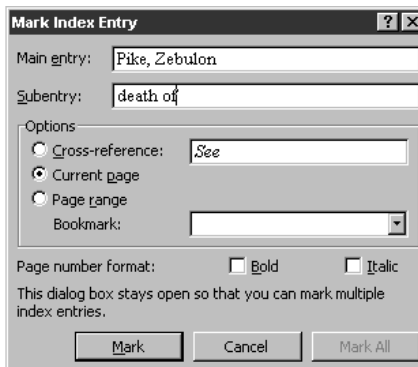 Mark Index Entry
Main entry: Pike, Zebulon
Subentry: death of
Options
Cross-reference: See
Current page
Page range
Bookmark:
Page number format: Bold Italic
This dialog box stays open so that you can mark multiple
index entries.
Mark Cancel Mark All